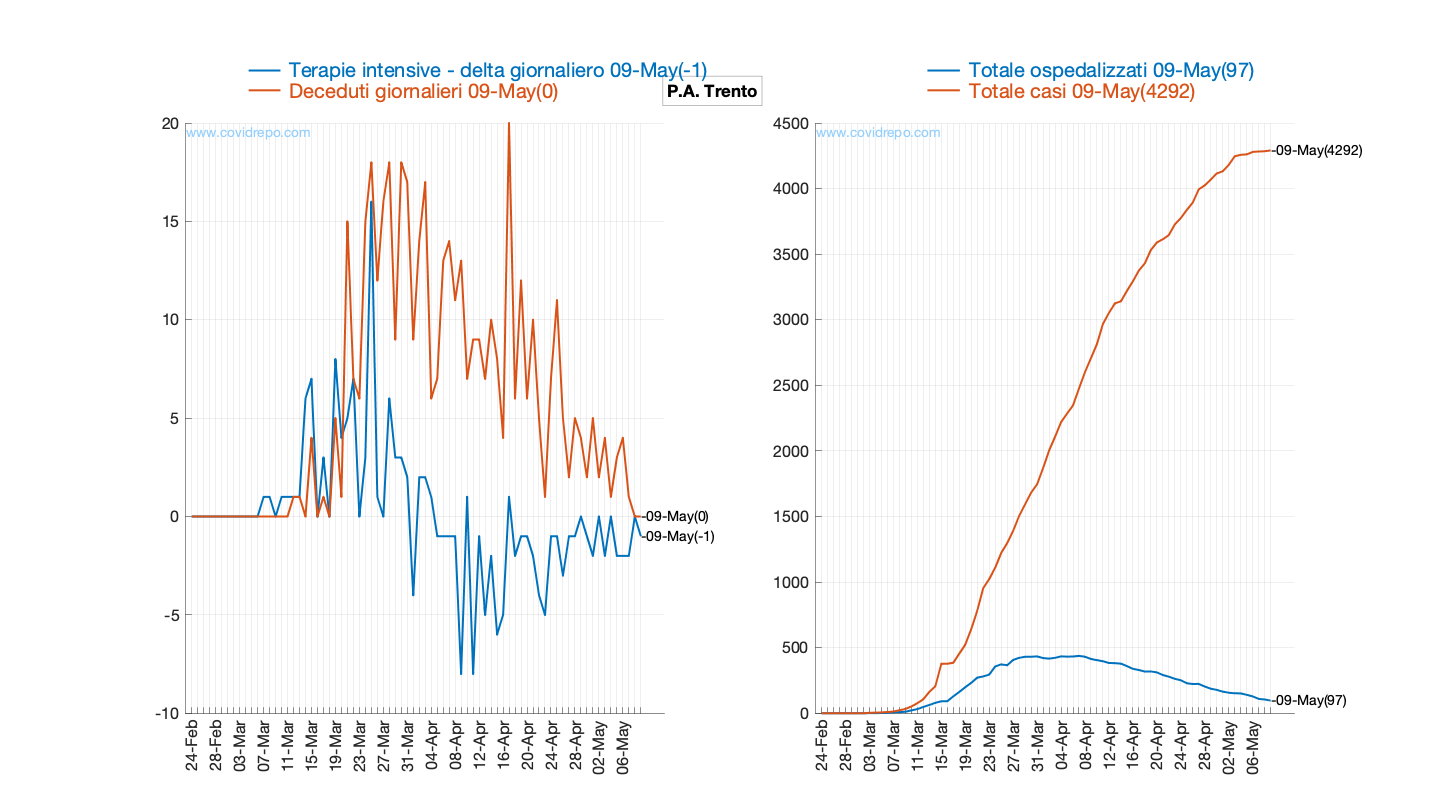 Terapie intensive - delta giornaliero 09-May(-1)
Deceduti giornalieri 09-May(0)
P.A. Trento
Totale ospedalizzati 09-May(97)
Totale casi 09-May(4292)
www.covidrepo.com
20
15
10
5
0
-5
-10
09-May(0)
09-May(-1)
24-Feb
28-Feb
03-Mar
07-Mar
11-Mar
15-Mar
19-Mar
23-Mar
27-Mar
31-Mar
04-Apr
08-Apr
12-Apr
16-Apr
20-Apr
24-Apr
28-Apr
02-May
06-May
www.covidrepo.com
4500
4000
3500
3000
2500
2000
1500
1000
500
0
09-May(4292)
09-May(97)
24-Feb
28-Feb
03-Mar
07-Mar
11-Mar
15-Mar
19-Mar
23-Mar
27-Mar
31-Mar
04-Apr
08-Apr
12-Apr
16-Apr
20-Apr
24-Apr
28-Apr
02-May
06-May